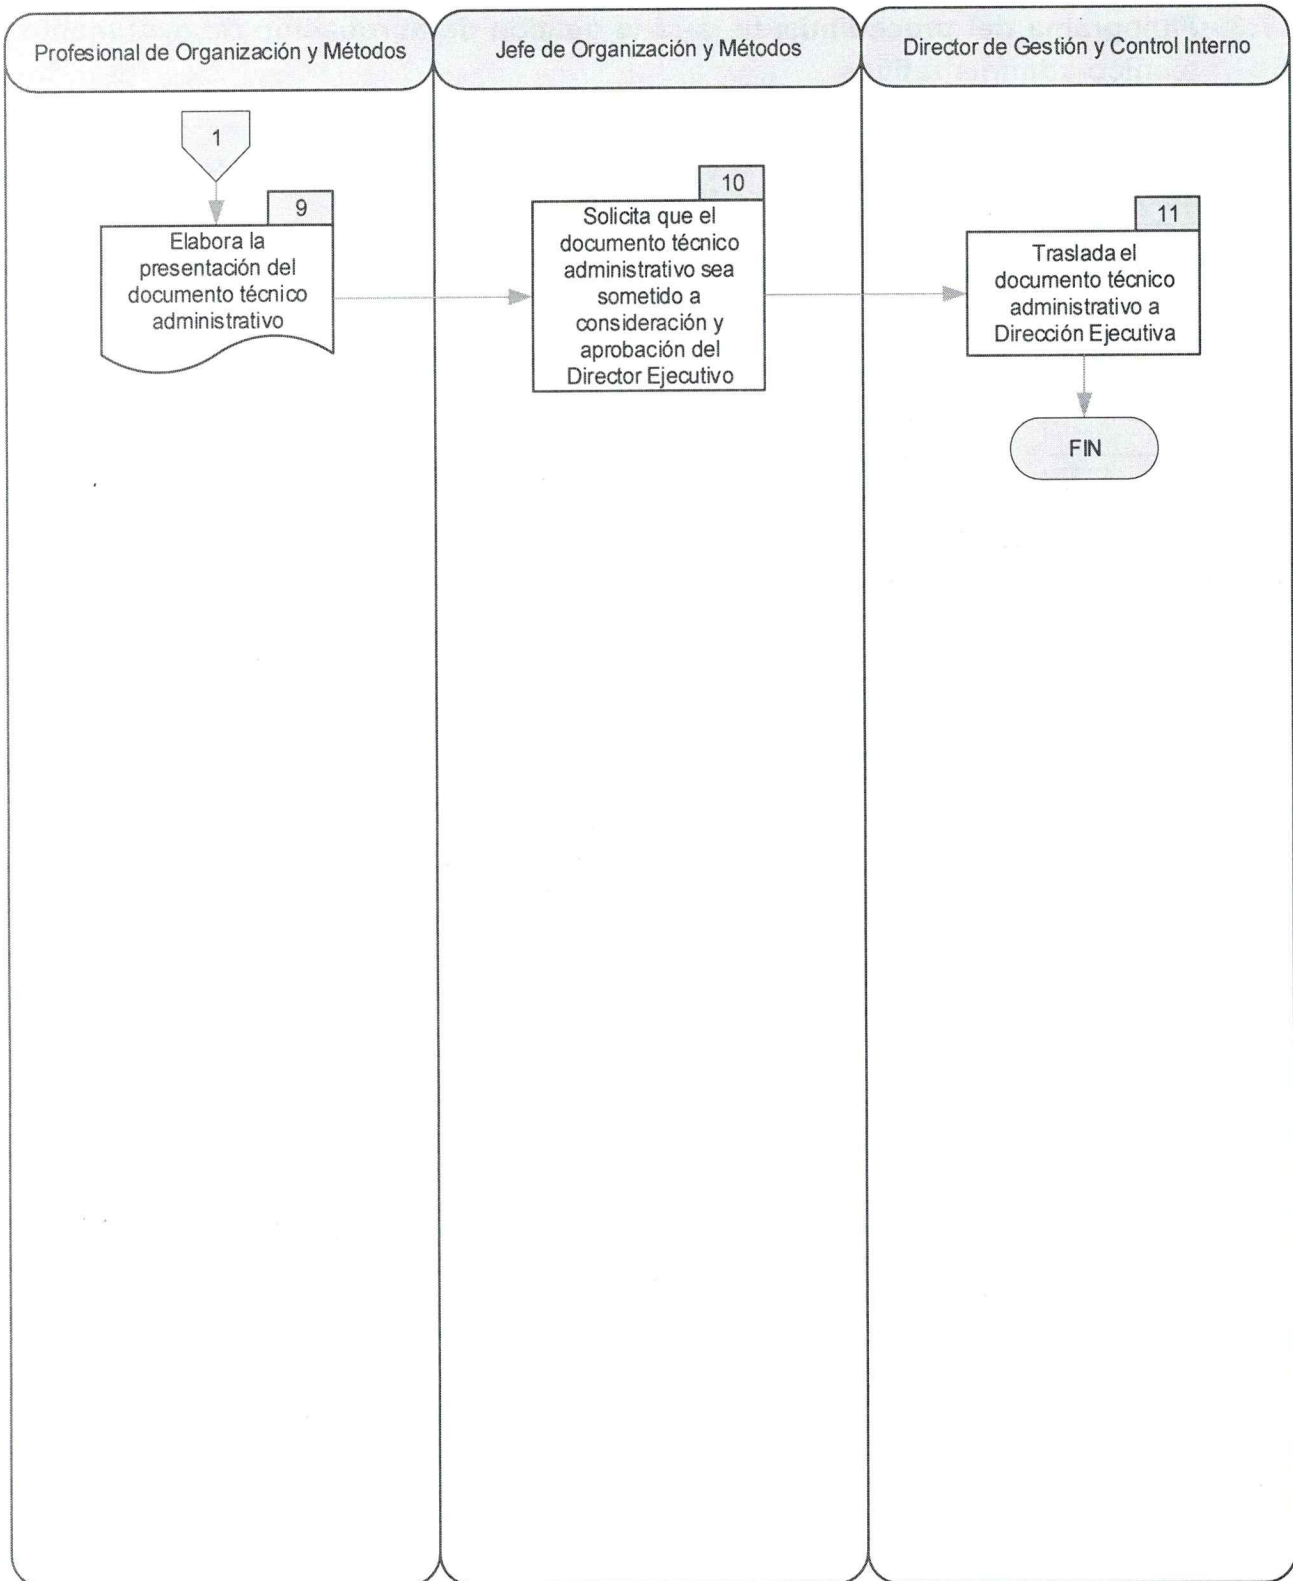 Profesional de Organización y Métodos
Jefe de Organización y Métodos
Director de Gestión y Control Interno
1
9
Elabora la
presentación del
documento técnico
administrativo
10
Solicita que el
documento técnico
administrativo sea
sometido a
consideración y
aprobación del
Director Ejecutivo
11
Traslada el
documento técnico
administrativo a
Dirección Ejecutiva
FIN